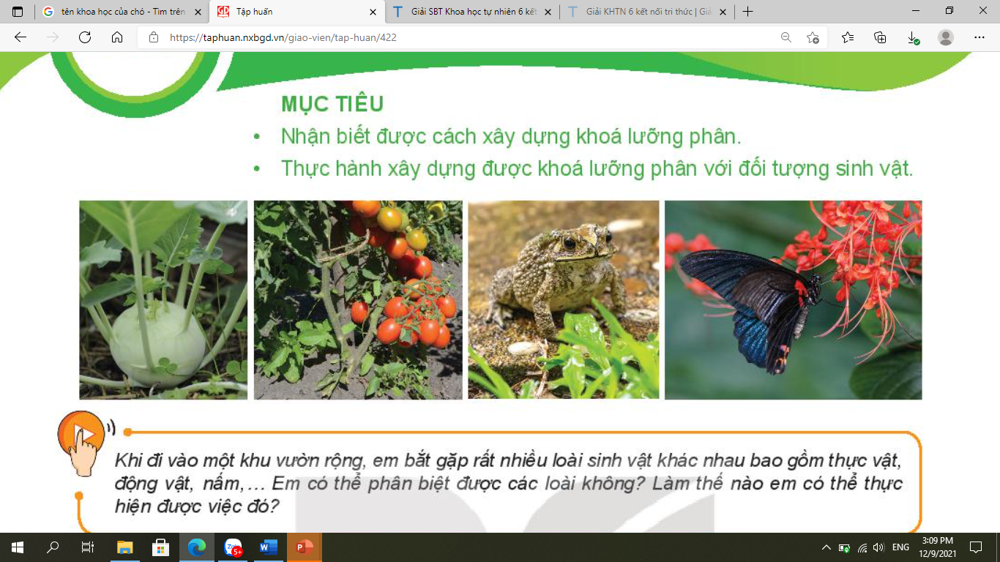 tên khoa học của chó - Tìm trên
Tập huấn
Giải SBT Khoa học tự nhiên 6 kết
Giải KHTN 6 kết nối tri thức | Giả
https://taphuan.nxbgd.vn/giao-vien/tap-huan/422
MỤC TIÊU
• Nhận biết được cách xây dựng khoá lưỡng phân.
• Thực hành xây dựng được khoá lưỡng phân với đối tượng sinh vật.
Khi đi vào một khu vườn rộng, em bắt gặp rất nhiều loài sinh vật khác nhau bao gồm thực vật,
động vật, nấm,… Em có thể phân biệt được các loài không? Làm thế nào em có thể thực
hiện được việc đó?
Zalo
5+
ENG
3:09 PM
12/9/2021